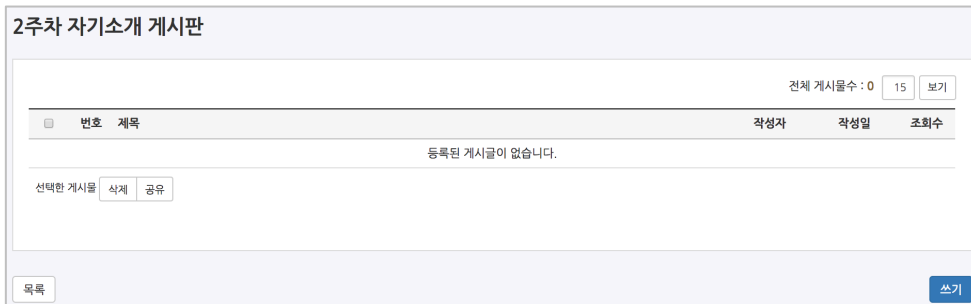 2주차 자기소개 게시판
전체 게시물수 : 0 15 보기
번호 제목 작성자 작성일 조회수
등록된 게시글이 없습니다.
선택한 게시물 삭제 공유
목록 쓰기